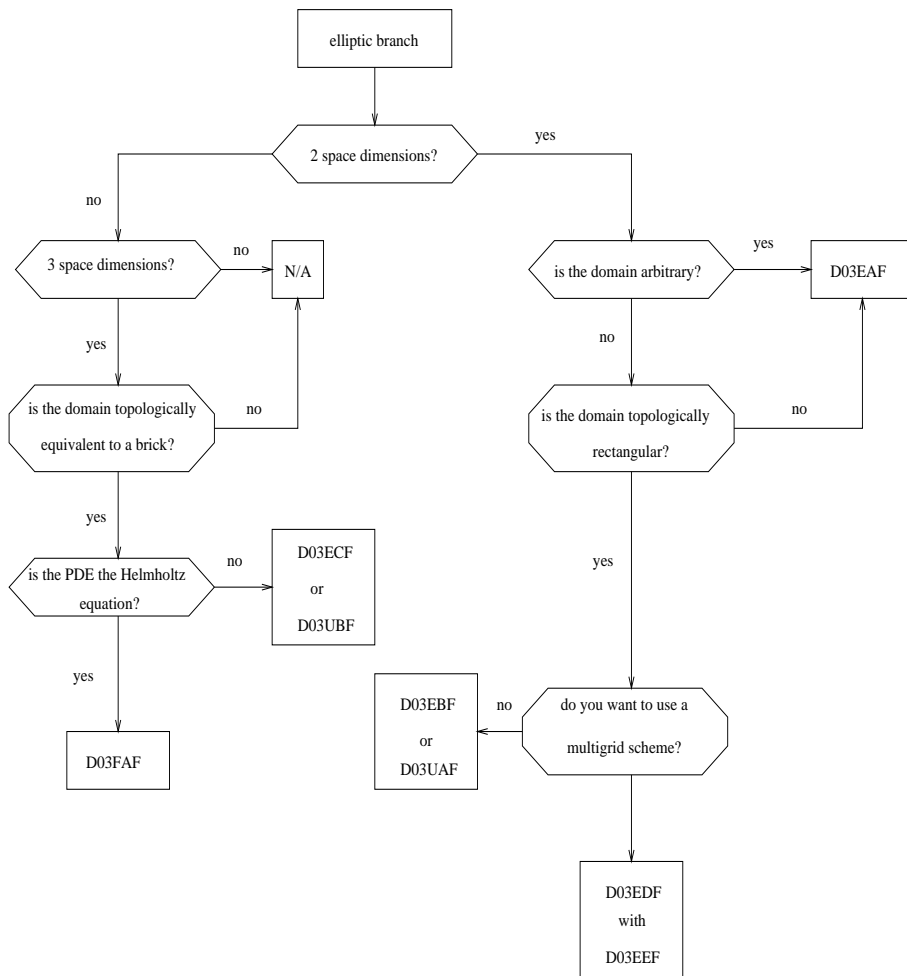 elliptic branch
2 space dimensions?
yes
no
3 space dimensions?
no
N/A
is the domain arbitrary?
yes
D03EAF
yes
no
is the domain topologically
equivalent to a brick?
no
is the domain topologically
rectangular?
no
yes
is the PDE the Helmholtz
equation?
no
D03ECF
or
D03UBF
yes
yes
D03FAF
D03EBF
or
D03UAF
no
do you want to use a
multigrid scheme?
D03EDF
with
D03EEF